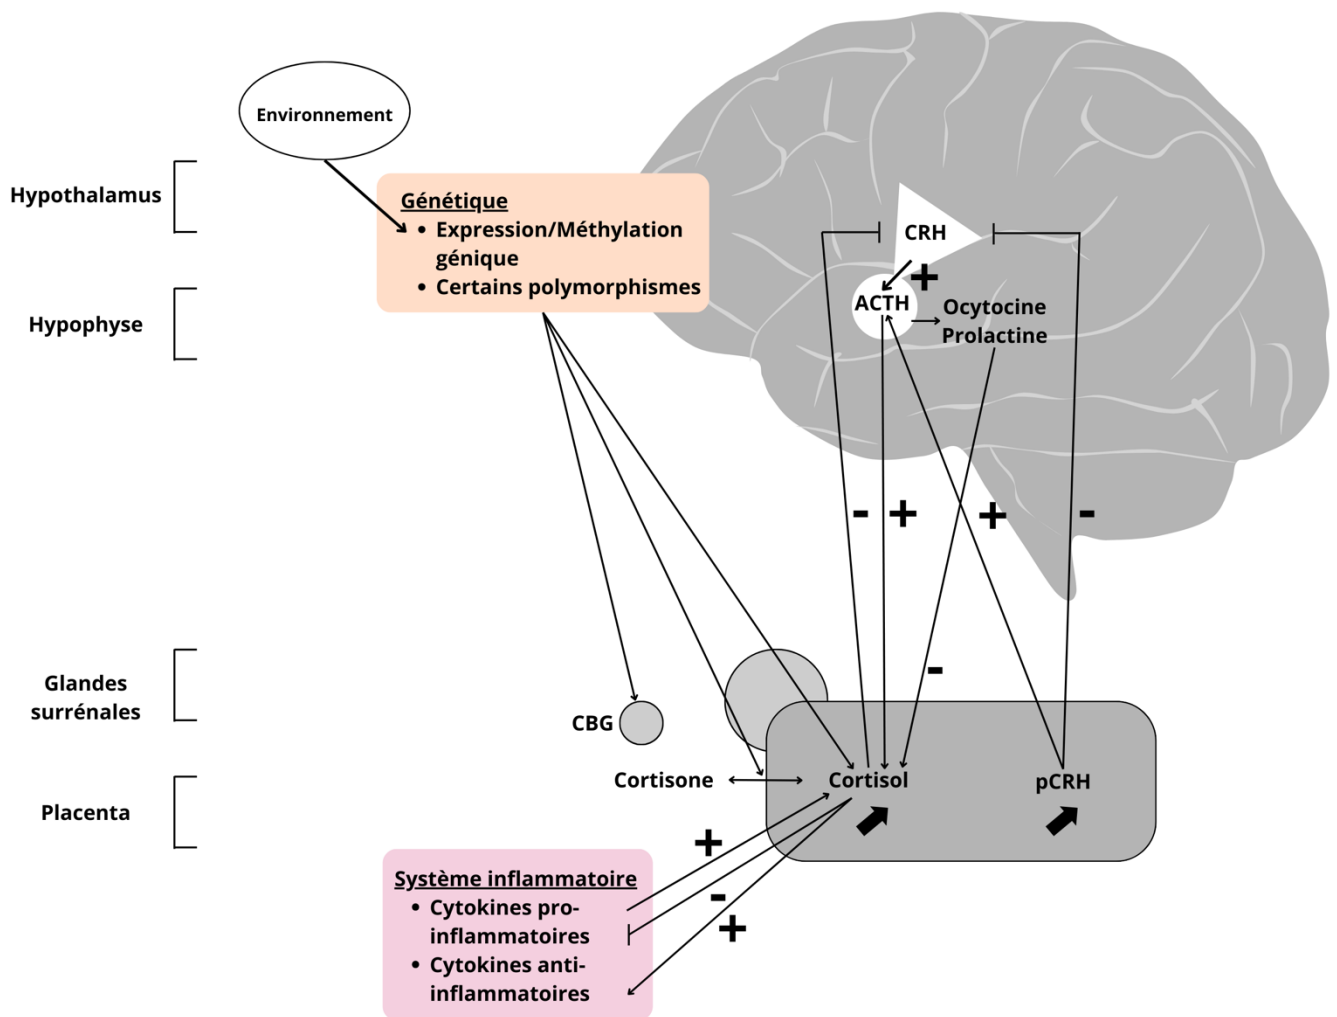 Environnement
Hypothalamus
Génétique
• Expression/Méthylation
génique
• Certains polymorphismes
CRH
+
Hypophyse
ACTH
Ocytocine
Prolactine
- + + -
Glandes
surrénales
-
CBG
Cortisone
Cortisol
pCRH
Placenta
+
-
+
Système inflammatoire
• Cytokines pro-
inflammatoires
• Cytokines anti-
inflammatoires